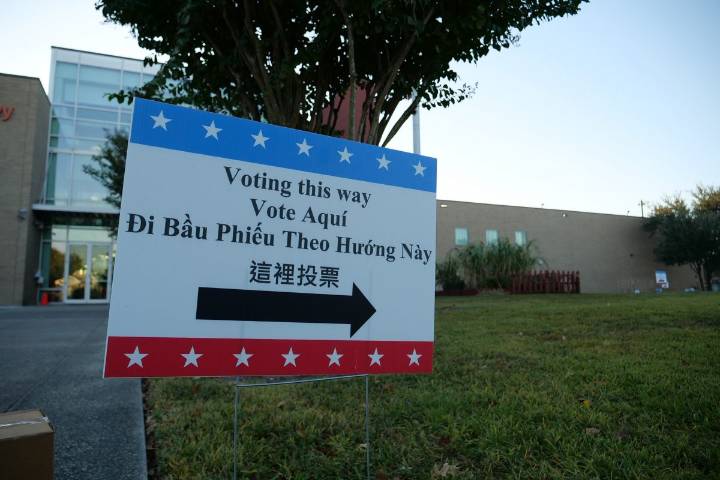 Voting this way
Vote Aquí
Đi Bầu Phiếu Theo Hướng Này
這裡投票